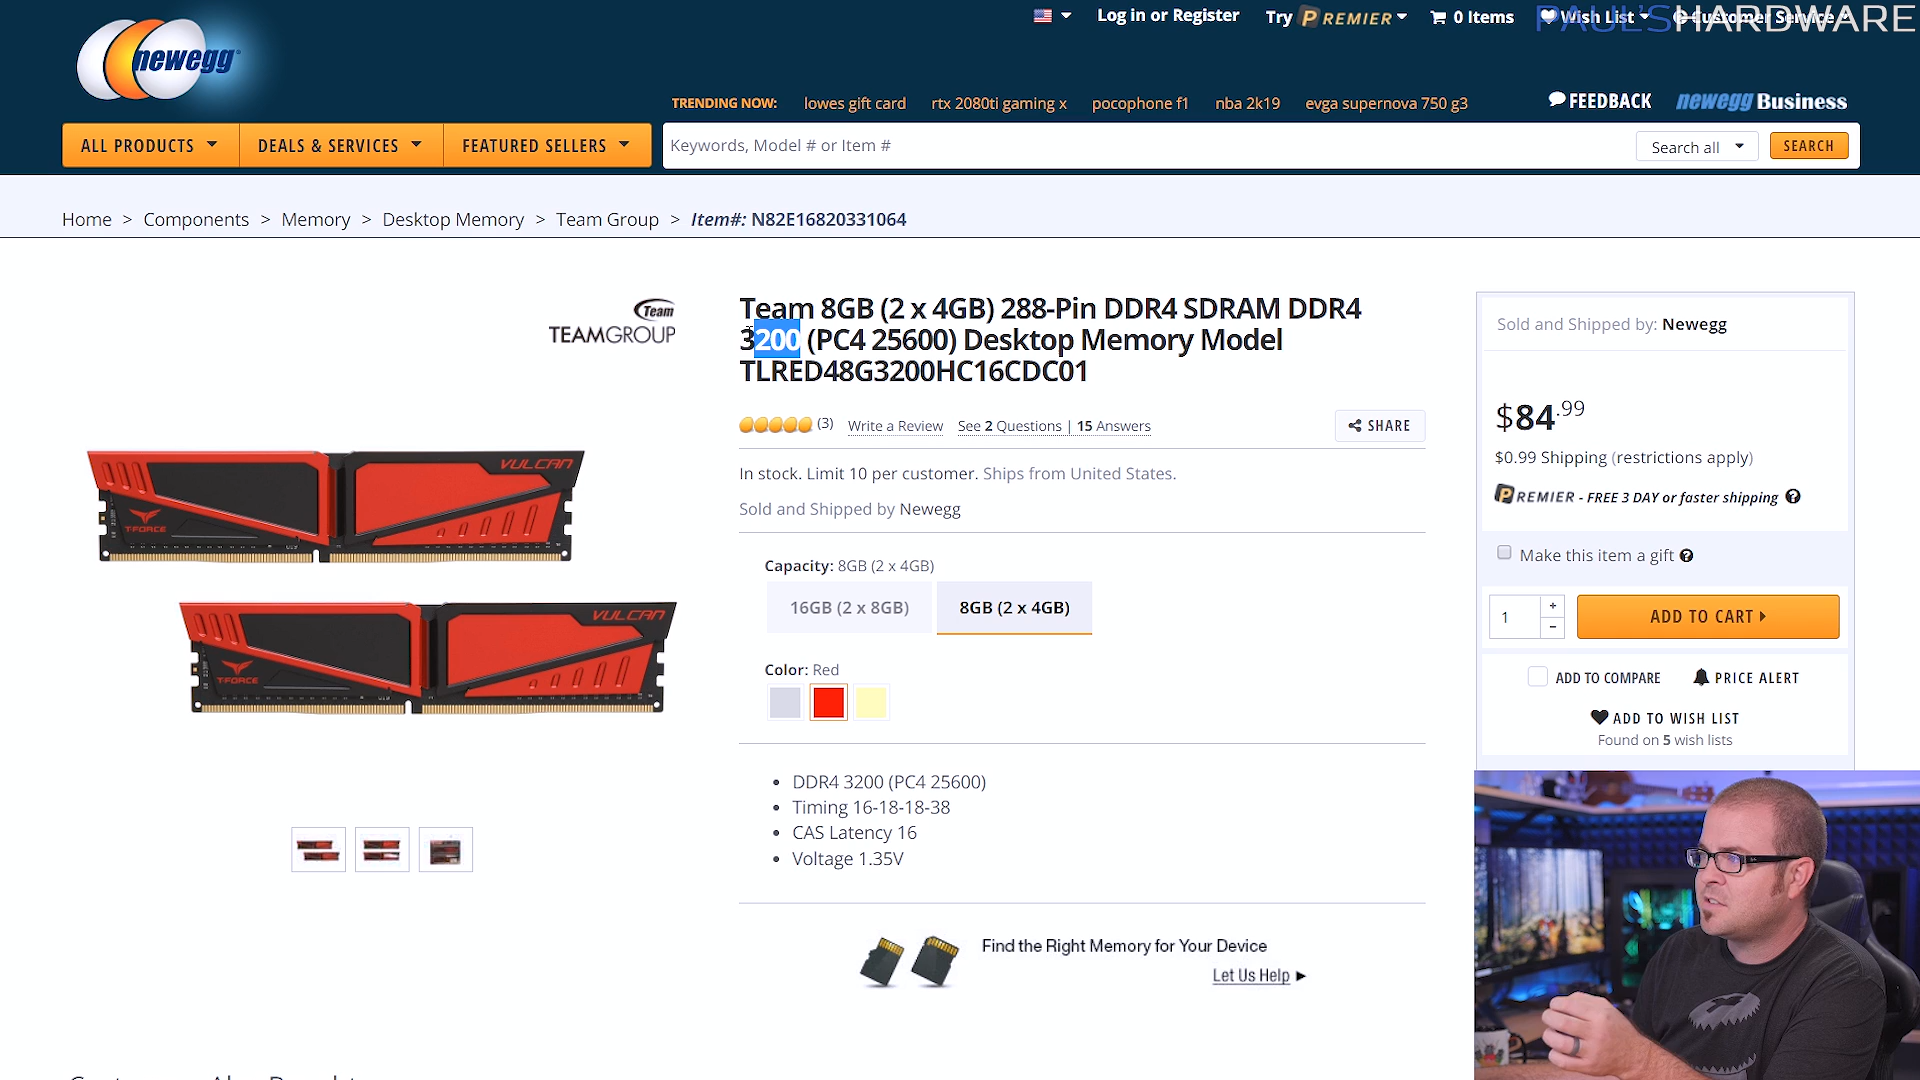 Log in or Register
Try PREMIER
0 Items
Wish List
Customer Service
PAUL'SHARDWARE
newegg
TRENDING NOW:
lowes gift card
rtx 2080ti gaming x
pocophone f1
nba 2k19
evga supernova 750 g3
FEEDBACK
newegg Business
ALL PRODUCTS
DEALS & SERVICES
FEATURED SELLERS
Keywords, Model # or Item #
Search all
SEARCH
Home > Components > Memory > Desktop Memory > Team Group > Item#: N82E16820331064
Team
TEAMGROUP
Team 8GB (2 x 4GB) 288-Pin DDR4 SDRAM DDR4
3200 (PC4 25600) Desktop Memory Model
TLRED48G3200HC16CDC01
(3)
Write a Review
See 2 Questions | 15 Answers
SHARE
In stock. Limit 10 per customer. Ships from United States.
Sold and Shipped by Newegg
Capacity: 8GB (2 x 4GB)
16GB (2 x 8GB)
8GB (2 x 4GB)
Color: Red
DDR4 3200 (PC4 25600)
Timing 16-18-18-38
CAS Latency 16
Voltage 1.35V
Find the Right Memory for Your Device
Let Us Help
VULCAN
T-FORCE
VULCAN
T-FORCE
Sold and Shipped by: Newegg
$84.99
$0.99 Shipping (restrictions apply)
PREMIER - FREE 3 DAY or faster shipping
Make this item a gift
1
ADD TO CART
ADD TO COMPARE
PRICE ALERT
ADD TO WISH LIST
Found on 5 wish lists